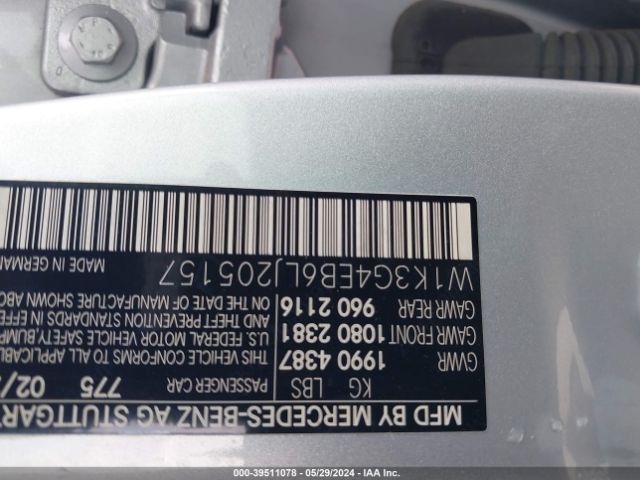 MFD BY MERCEDES-BENZ AG STUTTGAR
KG LBS PASSENGER CAR 775 02/
GVWR 1990 4387 THIS VEHICLE CONFORMS TO ALL APPLICABL
GAWR FRONT 1080 2381 U.S. FEDERAL MOTOR VEHICLE SAFETY, BUMP
AND THEFT PREVENTION STANDARDS IN EFFE
GAWR REAR 960 2116 ON THE DATE OF MANUFACTURE SHOWN ABO
W1K3G4EB6LJ205157 MADE IN GERMAN
000-39511078 | 05/29/2024 | IAA Inc.